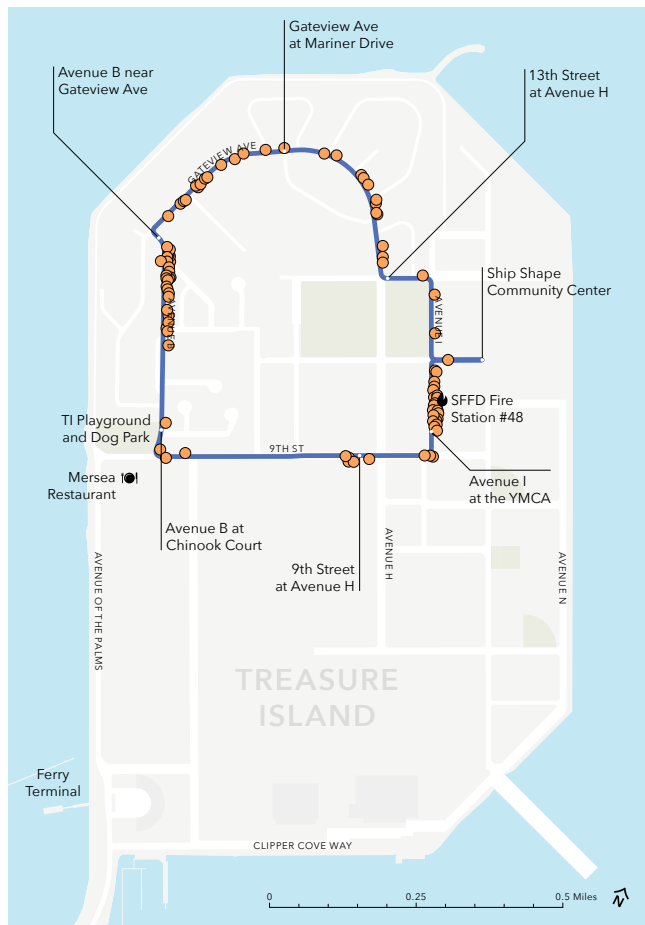 Gateview Ave
at Mariner Drive
Avenue B near
Gateview Ave
13th Street
at Avenue H
GATEVIEW AVE
Ship Shape
Community Center
AVENUE I
AVENUE B
SFFD Fire
Station #48
TI Playground
and Dog Park
9TH ST
Mersea
Restaurant
Avenue I
at the YMCA
Avenue B at
Chinook Court
9th Street
at Avenue H
AVENUE H
AVENUE OF THE PALMS
AVENUE N
TREASURE
ISLAND
Ferry
Terminal
CLIPPER COVE WAY
0 0.25 0.5 Miles
N